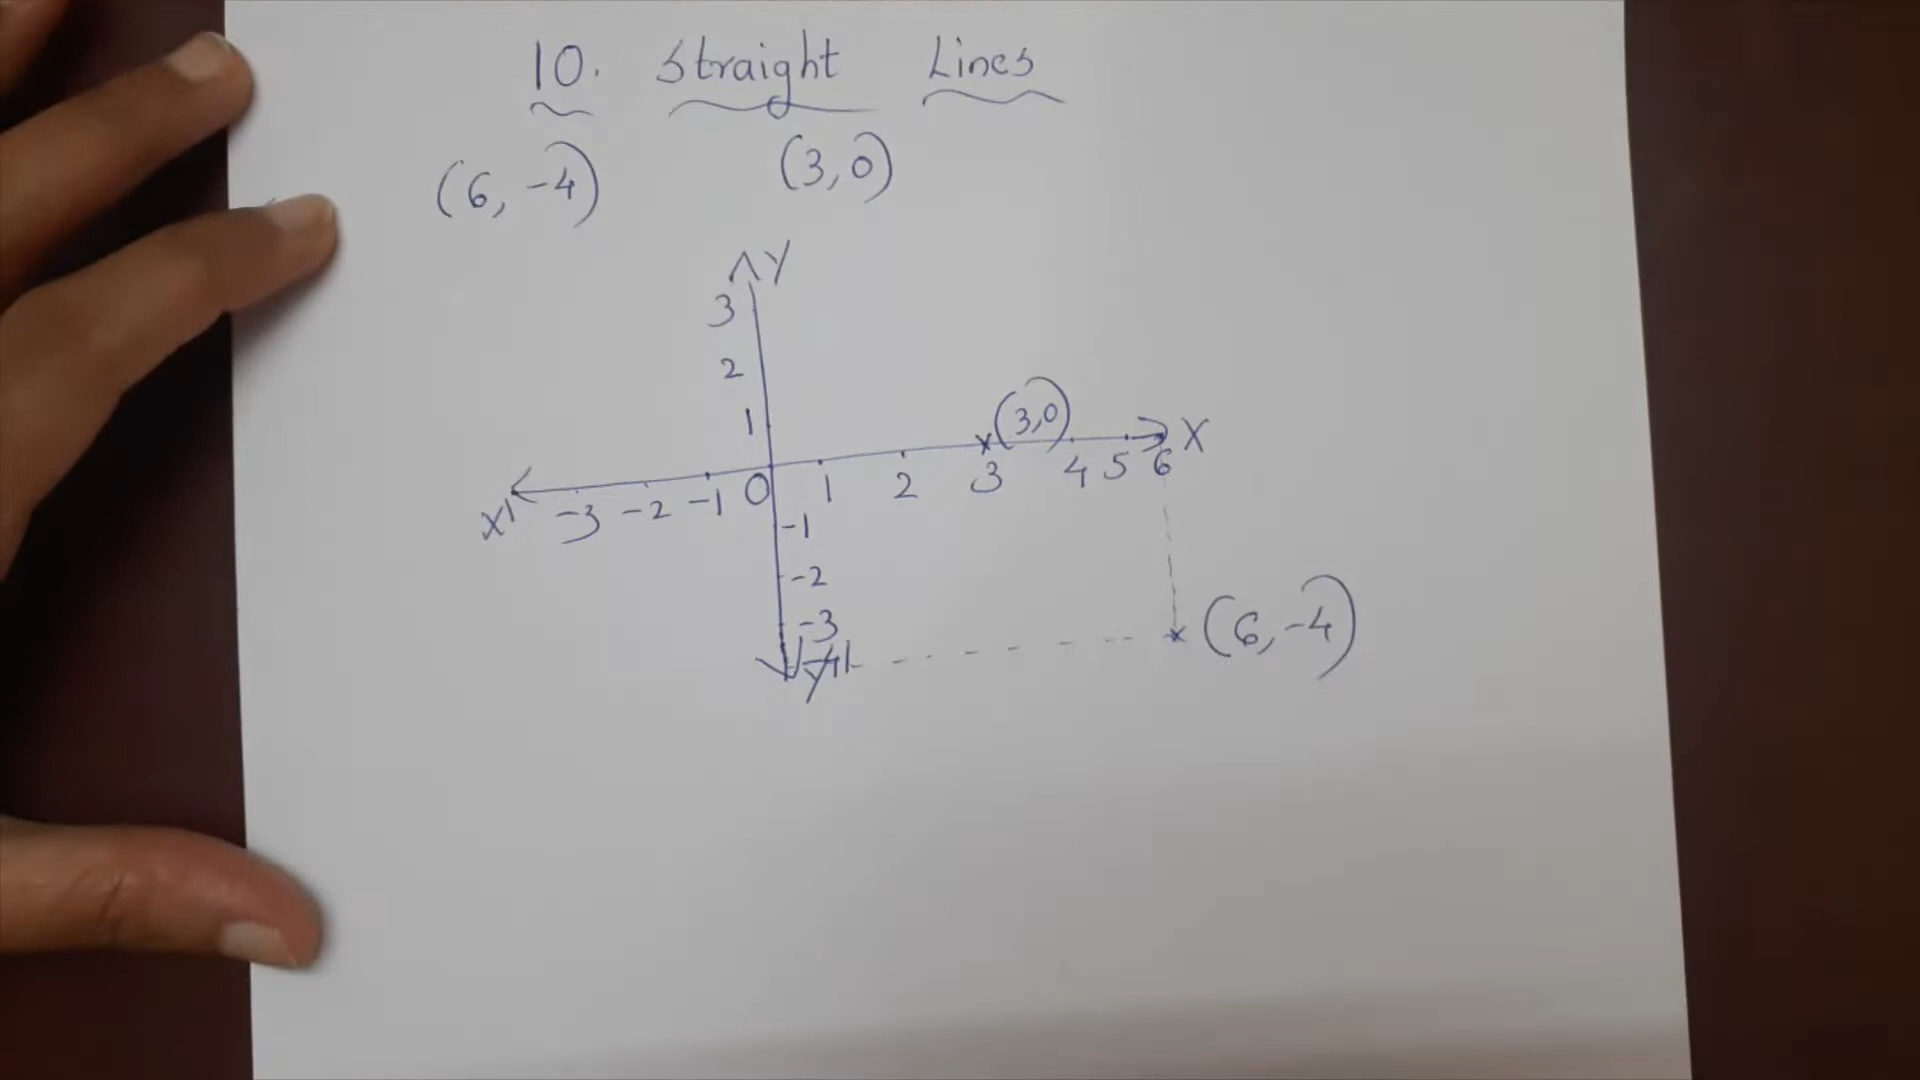 10. Straight Lines
(6, -4) (3, 0)
Y
3
2
1
(3,0)
X
X' -3 -2 -1 0 1 2 3 4 5 6
-1
-2
-3
(6, -4)
Y'